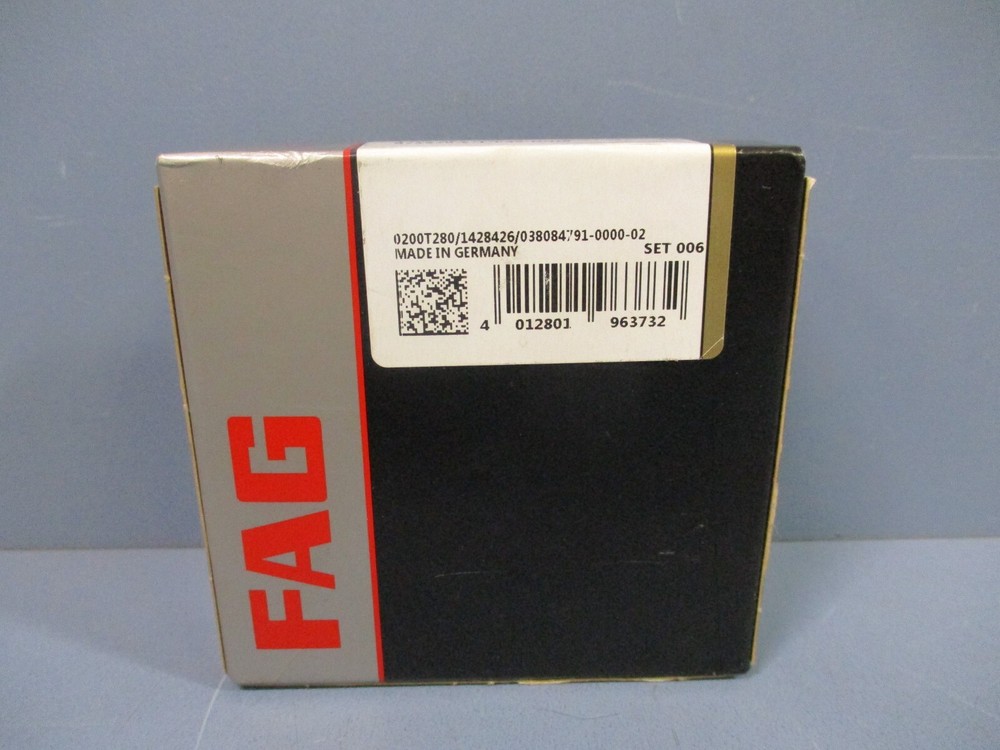 0200T280/1428426/038084791-0000-02
MADE IN GERMANY
SET 006
4 012801 963732
FAG